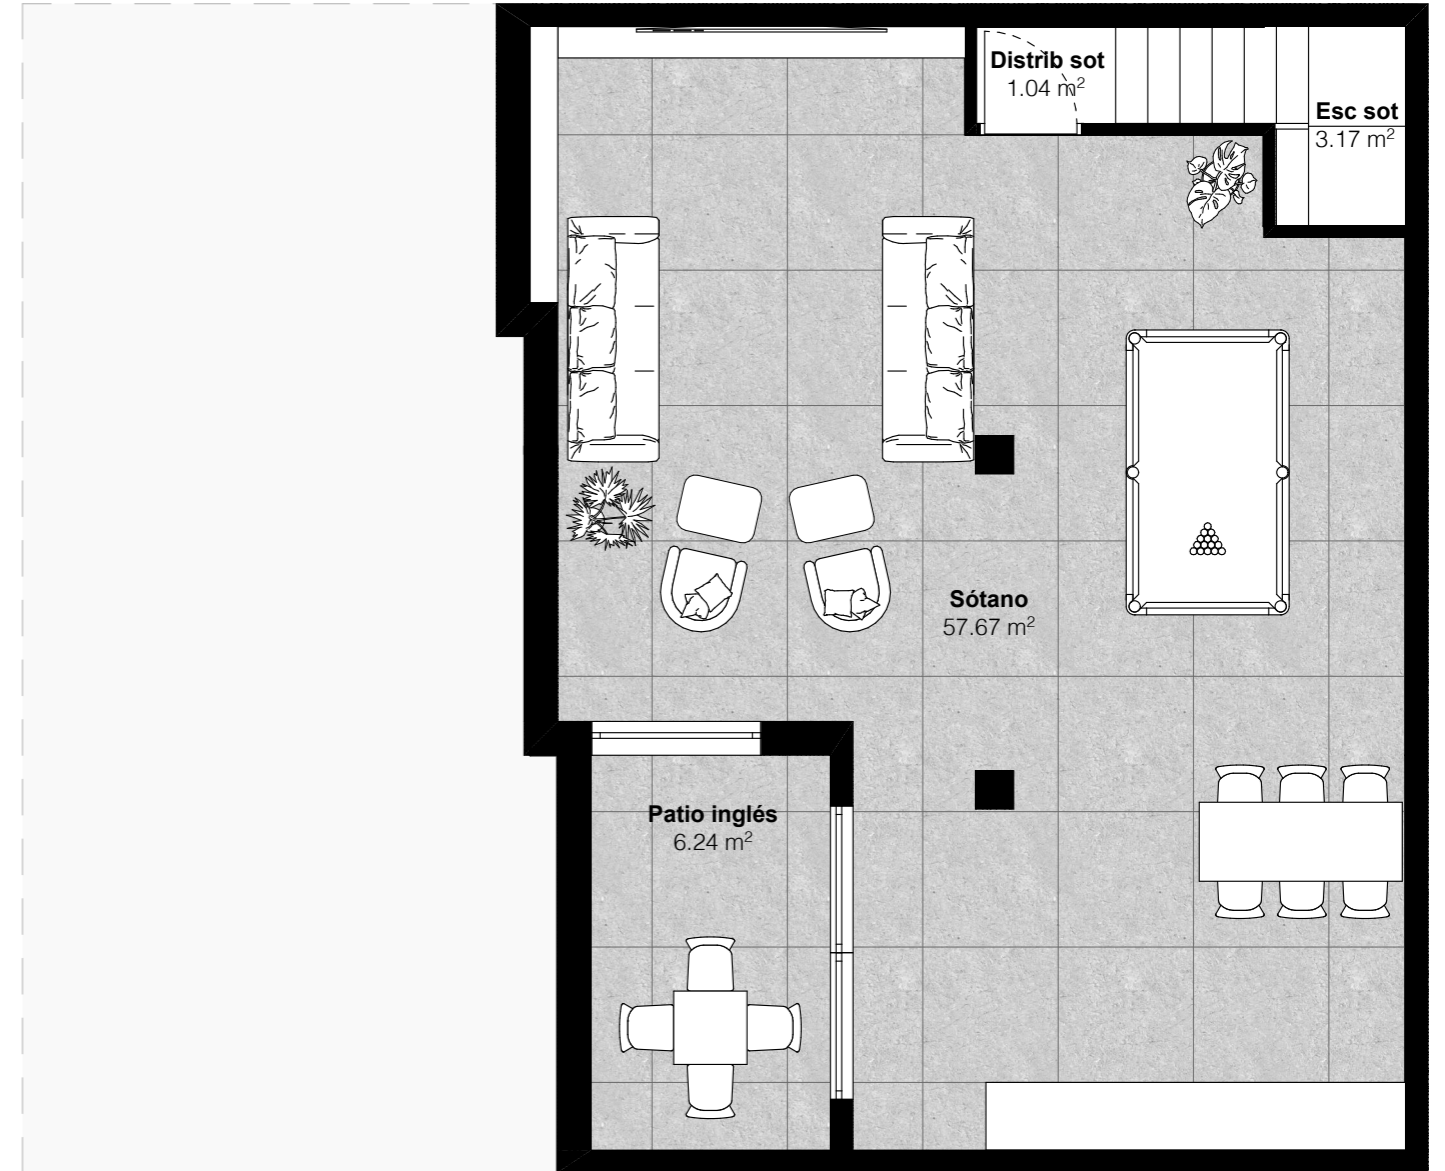 Distrib sot
1.04 m²
Esc sot
3.17 m²
Sótano
57.67 m²
Patio inglés
6.24 m²